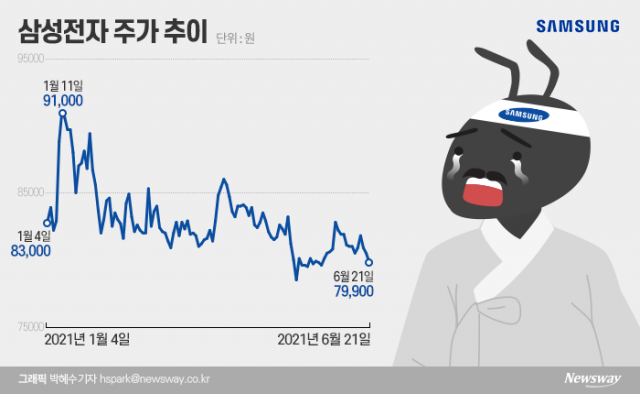 삼성전자 주가 추이 단위 : 원
SAMSUNG
95000
1월 11일
91,000
SAMSUNG
85000
1월 4일
83,000
6월 21일
79,900
75000
2021년 1월 4일 2021년 6월 21일
그래픽 박혜수기자 hspark@newsway.co.kr
Newsway